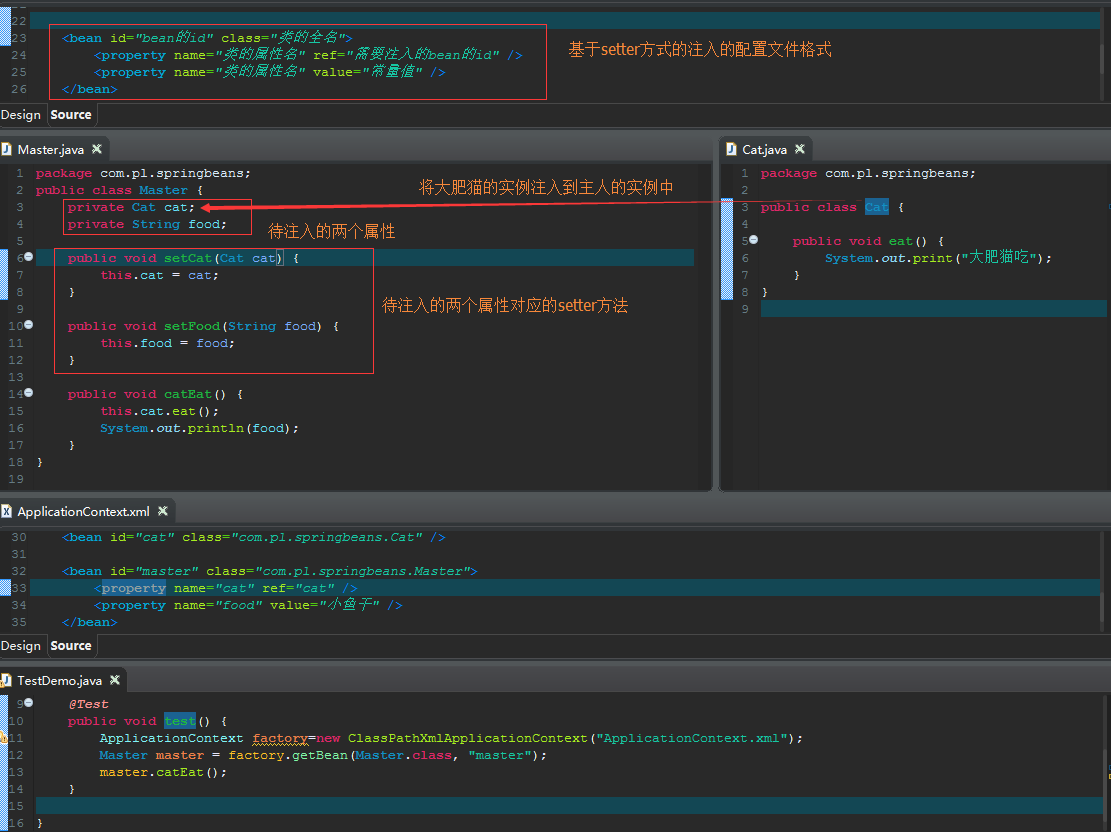 22
23 <bean id="bean的id" class="类的全名">
24 <property name="类的属性名" ref="需要注入的bean的id" />
25 <property name="类的属性名" value="常量值" />
26 </bean>
基于setter方式的注入的配置文件格式
Design Source
Master.java
1 package com.pl.springbeans;
2 public class Master {
3 private Cat cat;
4 private String food;
5
6 public void setCat(Cat cat) {
7 this.cat = cat;
8 }
9
10 public void setFood(String food) {
11 this.food = food;
12 }
13
14 public void catEat() {
15 this.cat.eat();
16 System.out.println(food);
17 }
18 }
19
将大肥猫的实例注入到主人的实例中
待注入的两个属性
待注入的两个属性对应的setter方法
Cat.java
1 package com.pl.springbeans;
2
3 public class Cat {
4
5 public void eat() {
6 System.out.print("大肥猫吃");
7 }
8 }
9
ApplicationContext.xml
30 <bean id="cat" class="com.pl.springbeans.Cat" />
31
32 <bean id="master" class="com.pl.springbeans.Master">
33 <property name="cat" ref="cat" />
34 <property name="food" value="小鱼干" />
35 </bean>
Design Source
TestDemo.java
9 @Test
10 public void test() {
11 ApplicationContext factory=new ClassPathXmlApplicationContext("ApplicationContext.xml");
12 Master master = factory.getBean(Master.class, "master");
13 master.catEat();
14 }
15
16 }